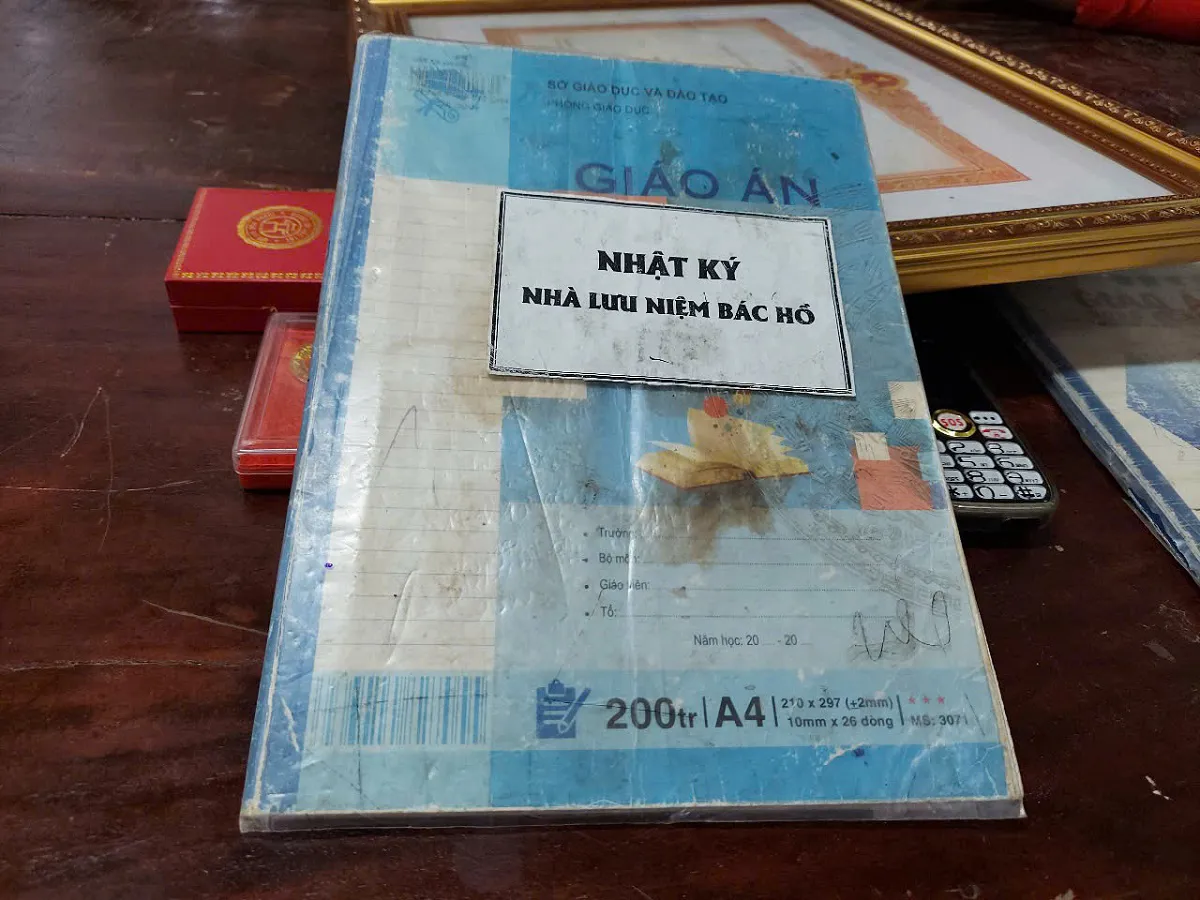 SỞ GIÁO DỤC VÀ ĐÀO TẠO
PHÒNG GIÁO DỤC
GIÁO ÁN
NHẬT KÝ
NHÀ LƯU NIỆM BÁC HỒ
Trường:
Bộ môn:
Giáo viên:
Tổ:
Năm học: 20 - 20
200tr | A4 | 210 x 297 (±2mm)
10mm x 26 dòng
MS: 3071
SOS